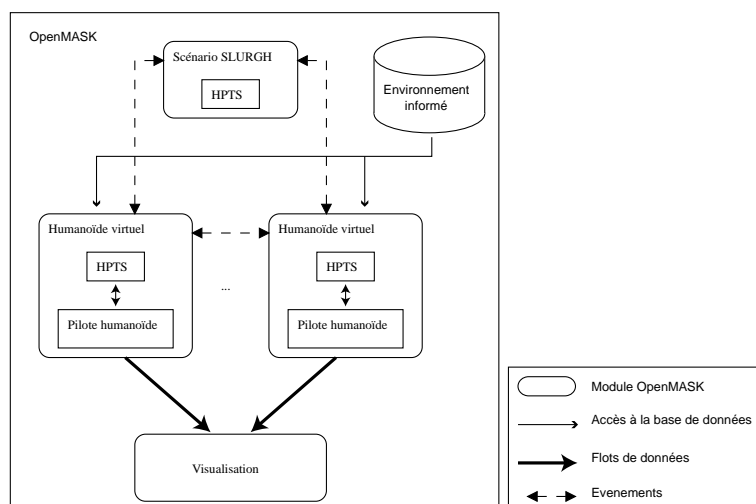 OpenMASK
Scénario SLURGH
HPTS
Environnement
informé
Humanoïde virtuel
HPTS
Pilote humanoïde
...
Humanoïde virtuel
HPTS
Pilote humanoïde
Visualisation
Module OpenMASK
Accès à la base de données
Flots de données
Evenements